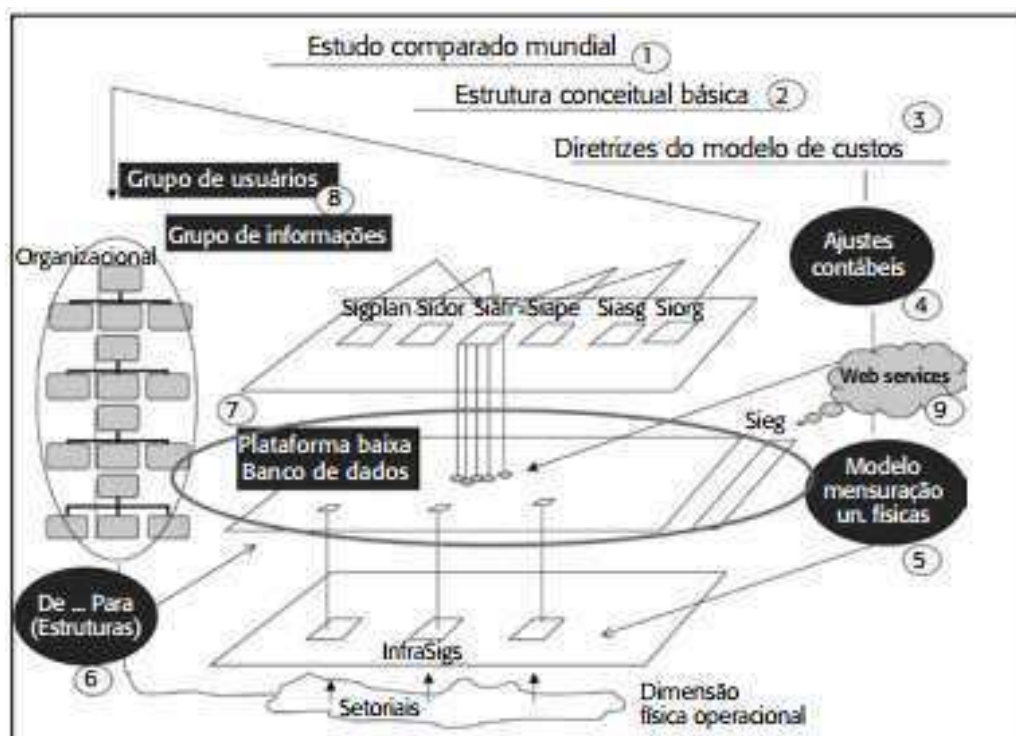 Estudo comparado mundial 1
Estrutura conceitual básica 2
3
Diretrizes do modelo de custos
Grupo de usuários
8
Grupo de informações
Organizacional
Ajustes
contábeis
4
Sigplan Sidor Siafi Siape Siasg Siorg
Web services
9
7
Sieg
Plataforma baixa
Banco de dados
Modelo
mensuração
un. físicas
5
De ... Para
(Estruturas)
6
InfraSigs
Setoriais
Dimensão
física operacional